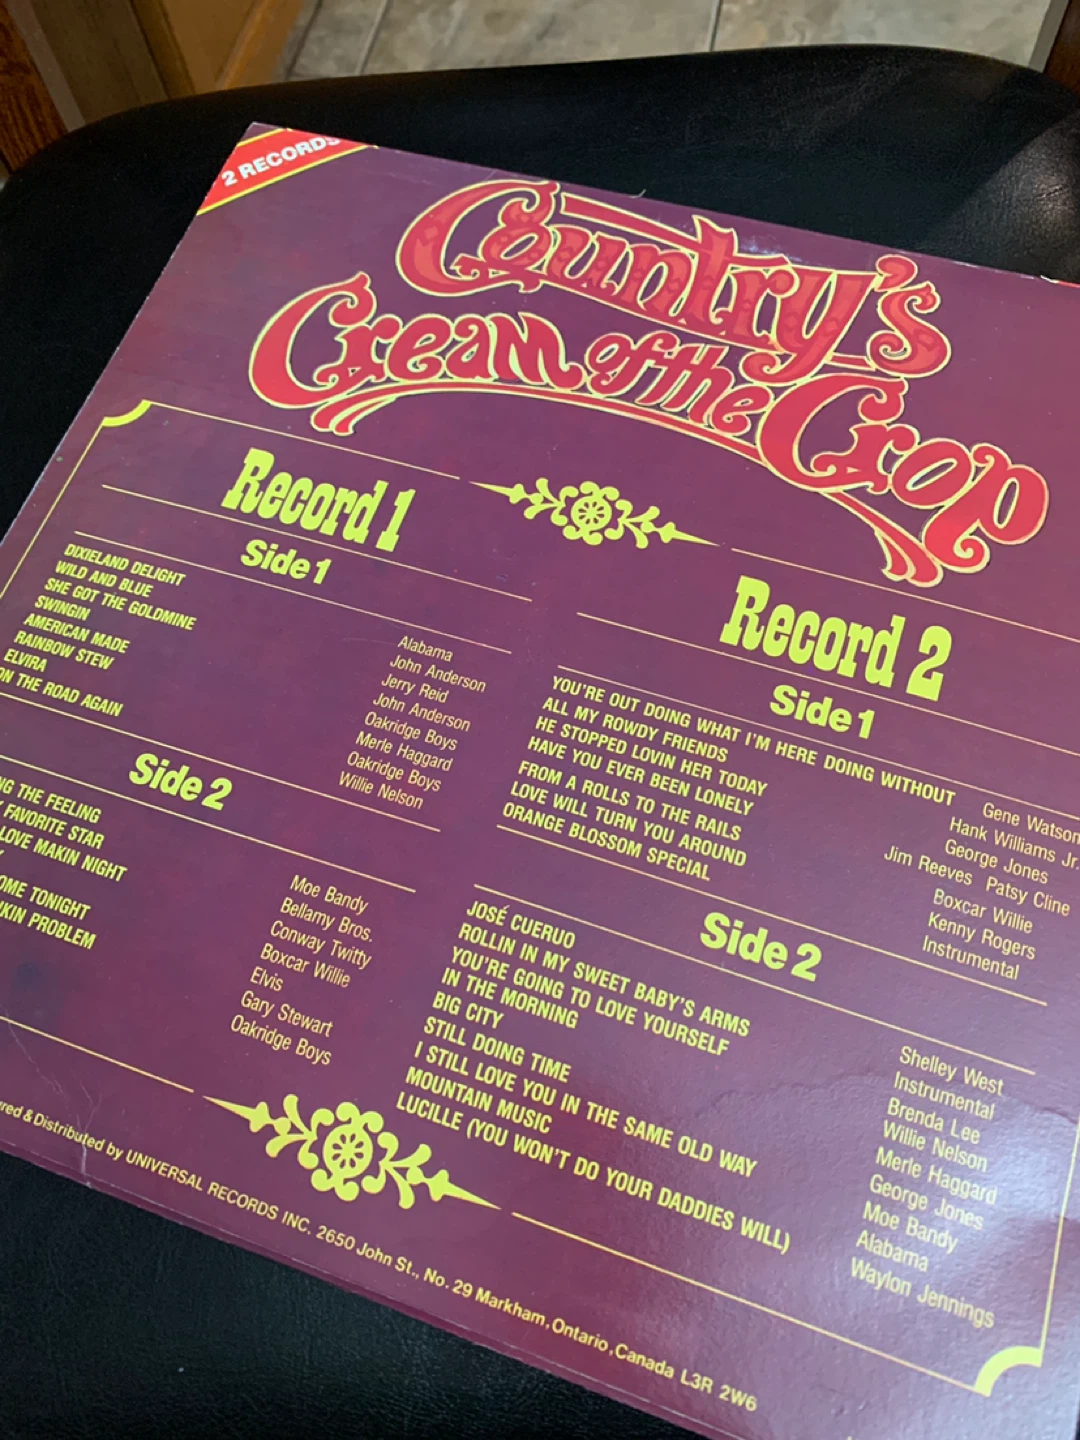 2 RECORDS
Country's
Cream of the Crop
Record 1
Side 1
DIXIELAND DELIGHT
WILD AND BLUE
SHE GOT THE GOLDMINE
SWINGIN
AMERICAN MADE
RAINBOW STEW
ELVIRA
ON THE ROAD AGAIN
Alabama
John Anderson
Jerry Reid
John Anderson
Oakridge Boys
Merle Haggard
Oakridge Boys
Willie Nelson
Side 2
THE FEELING
FAVORITE STAR
LOVE MAKIN NIGHT
TONIGHT
PROBLEM
Moe Bandy
Bellamy Bros.
Conway Twitty
Boxcar Willie
Elvis
Gary Stewart
Oakridge Boys
Record 2
Side 1
YOU'RE OUT DOING WHAT I'M HERE DOING WITHOUT
ALL MY ROWDY FRIENDS
HE STOPPED LOVIN HER TODAY
HAVE YOU EVER BEEN LONELY
FROM A ROLLS TO THE RAILS
LOVE WILL TURN YOU AROUND
ORANGE BLOSSOM SPECIAL
Gene Watson
Hank Williams Jr.
George Jones
Jim Reeves Patsy Cline
Boxcar Willie
Kenny Rogers
Instrumental
Side 2
JOSÉ CUERUO
ROLLIN IN MY SWEET BABY'S ARMS
YOU'RE GOING TO LOVE YOURSELF
IN THE MORNING
BIG CITY
STILL DOING TIME
I STILL LOVE YOU IN THE SAME OLD WAY
MOUNTAIN MUSIC
LUCILLE (YOU WON'T DO YOUR DADDIES WILL)
Shelley West
Instrumental
Brenda Lee
Willie Nelson
Merle Haggard
George Jones
Moe Bandy
Alabama
Waylon Jennings
& Distributed by UNIVERSAL RECORDS INC. 2650 John St., No. 29 Markham, Ontario, Canada L3R 2W6